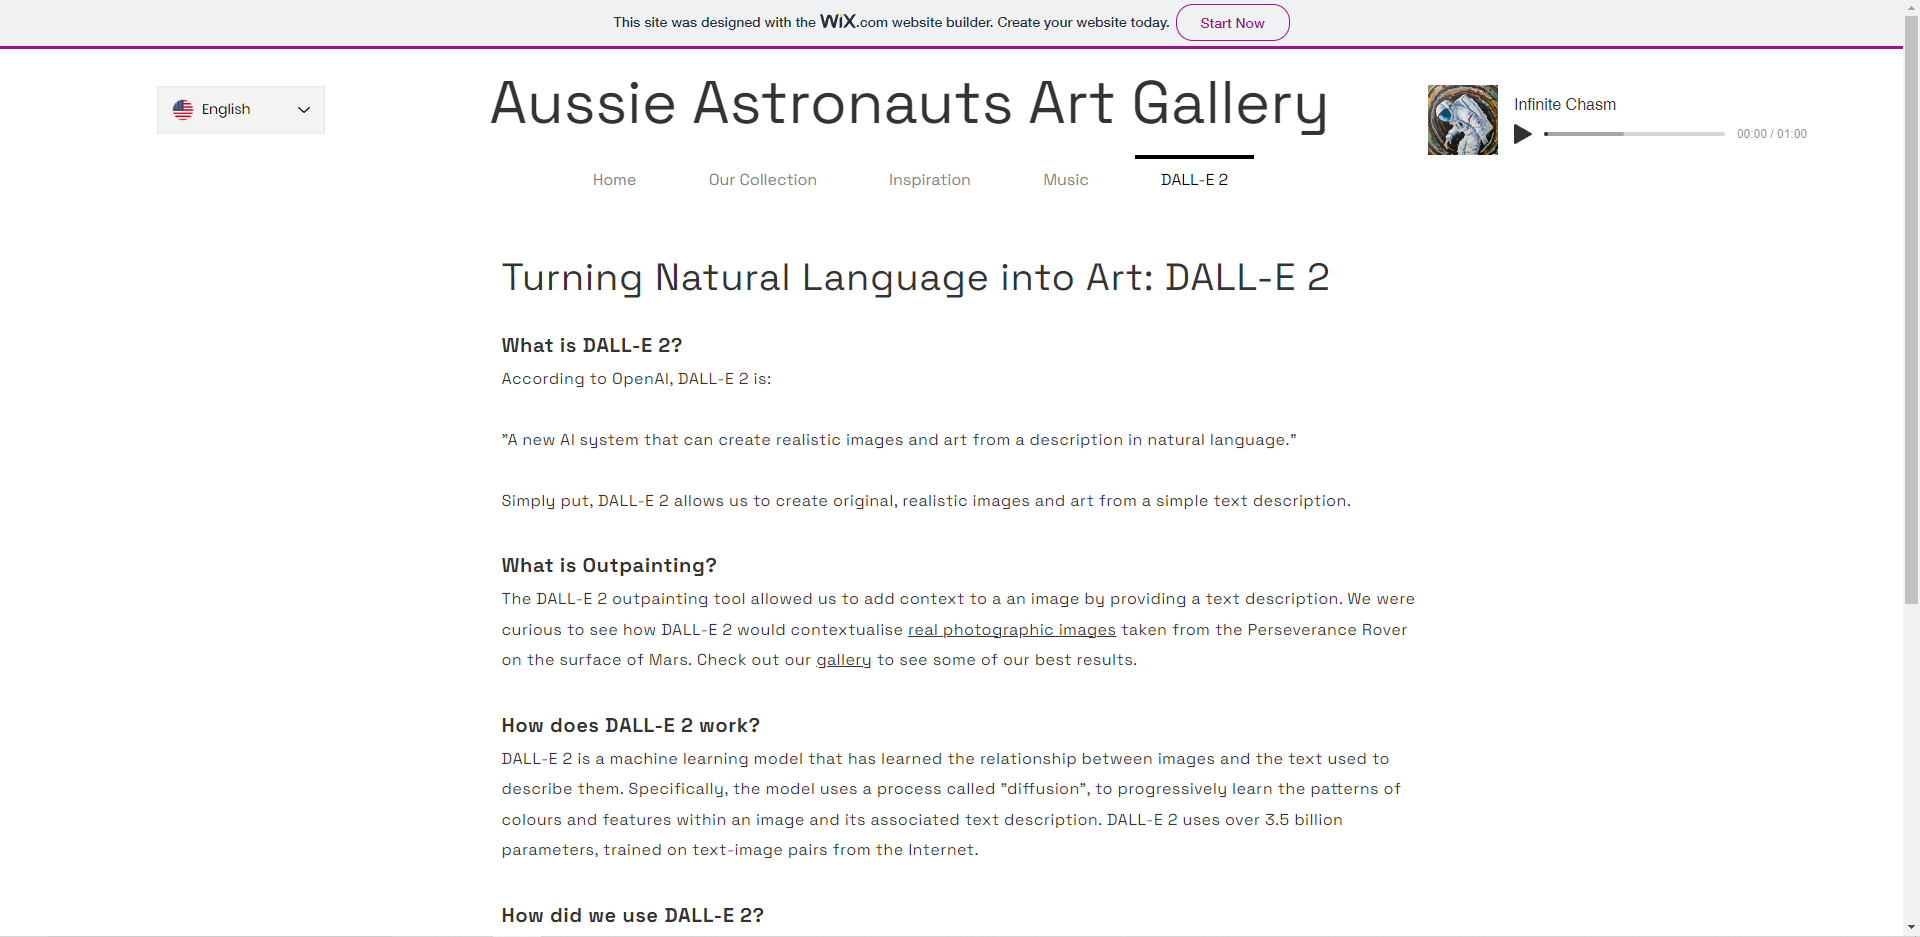 This site was designed with the WiX.com website builder. Create your website today. Start Now
English
Aussie Astronauts Art Gallery
Infinite Chasm
00:00 / 01:00
Home Our Collection Inspiration Music DALL-E 2
Turning Natural Language into Art: DALL-E 2
What is DALL-E 2?
According to OpenAI, DALL-E 2 is:
"A new AI system that can create realistic images and art from a description in natural language."
Simply put, DALL-E 2 allows us to create original, realistic images and art from a simple text description.
What is Outpainting?
The DALL-E 2 outpainting tool allowed us to add context to a an image by providing a text description. We were
curious to see how DALL-E 2 would contextualise real photographic images taken from the Perseverance Rover
on the surface of Mars. Check out our gallery to see some of our best results.
How does DALL-E 2 work?
DALL-E 2 is a machine learning model that has learned the relationship between images and the text used to
describe them. Specifically, the model uses a process called "diffusion", to progressively learn the patterns of
colours and features within an image and its associated text description. DALL-E 2 uses over 3.5 billion
parameters, trained on text-image pairs from the Internet.
How did we use DALL-E 2?